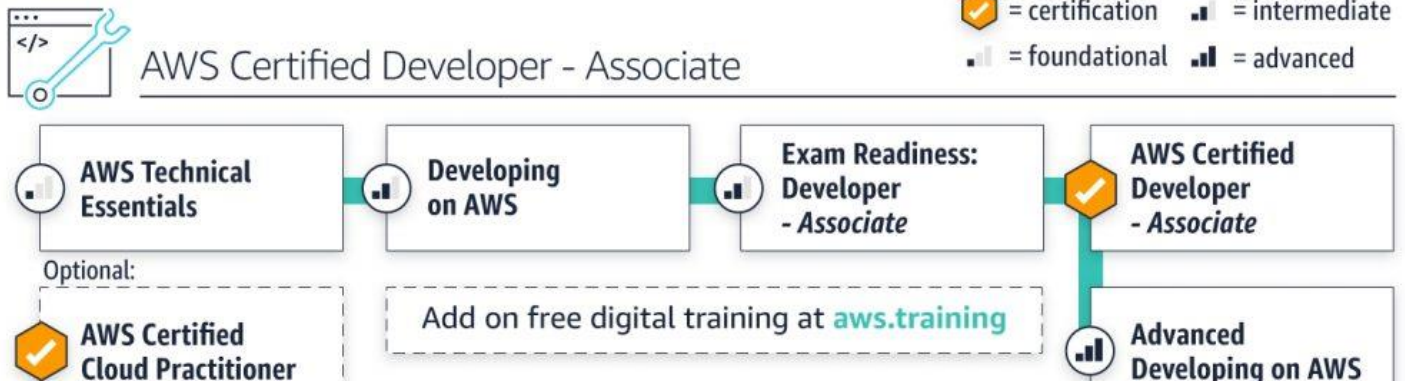 = certification
= intermediate
</>
AWS Certified Developer - Associate
= foundational
= advanced
AWS Technical
Essentials
Developing
on AWS
Exam Readiness:
Developer
- Associate
AWS Certified
Developer
- Associate
Optional:
AWS Certified
Cloud Practitioner
Add on free digital training at aws.training
Advanced
Developing on AWS